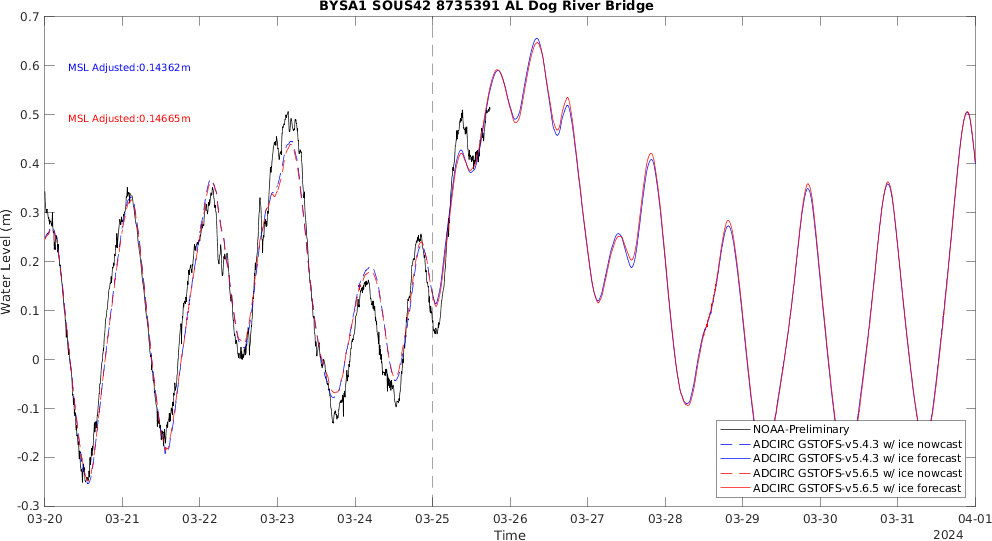 BYSA1 SOUS42 8735391 AL Dog River Bridge
0.7
0.6
0.5
0.4
0.3
0.2
0.1
0
-0.1
-0.2
-0.3
Water Level (m)
MSL Adjusted:0.14362m
MSL Adjusted:0.14665m
NOAA-Preliminary
ADCIRC GSTOFS-v5.4.3 w/ ice nowcast
ADCIRC GSTOFS-v5.4.3 w/ ice forecast
ADCIRC GSTOFS-v5.6.5 w/ ice nowcast
ADCIRC GSTOFS-v5.6.5 w/ ice forecast
03-20 03-21 03-22 03-23 03-24 03-25 03-26 03-27 03-28 03-29 03-30 03-31 04-01
Time
2024